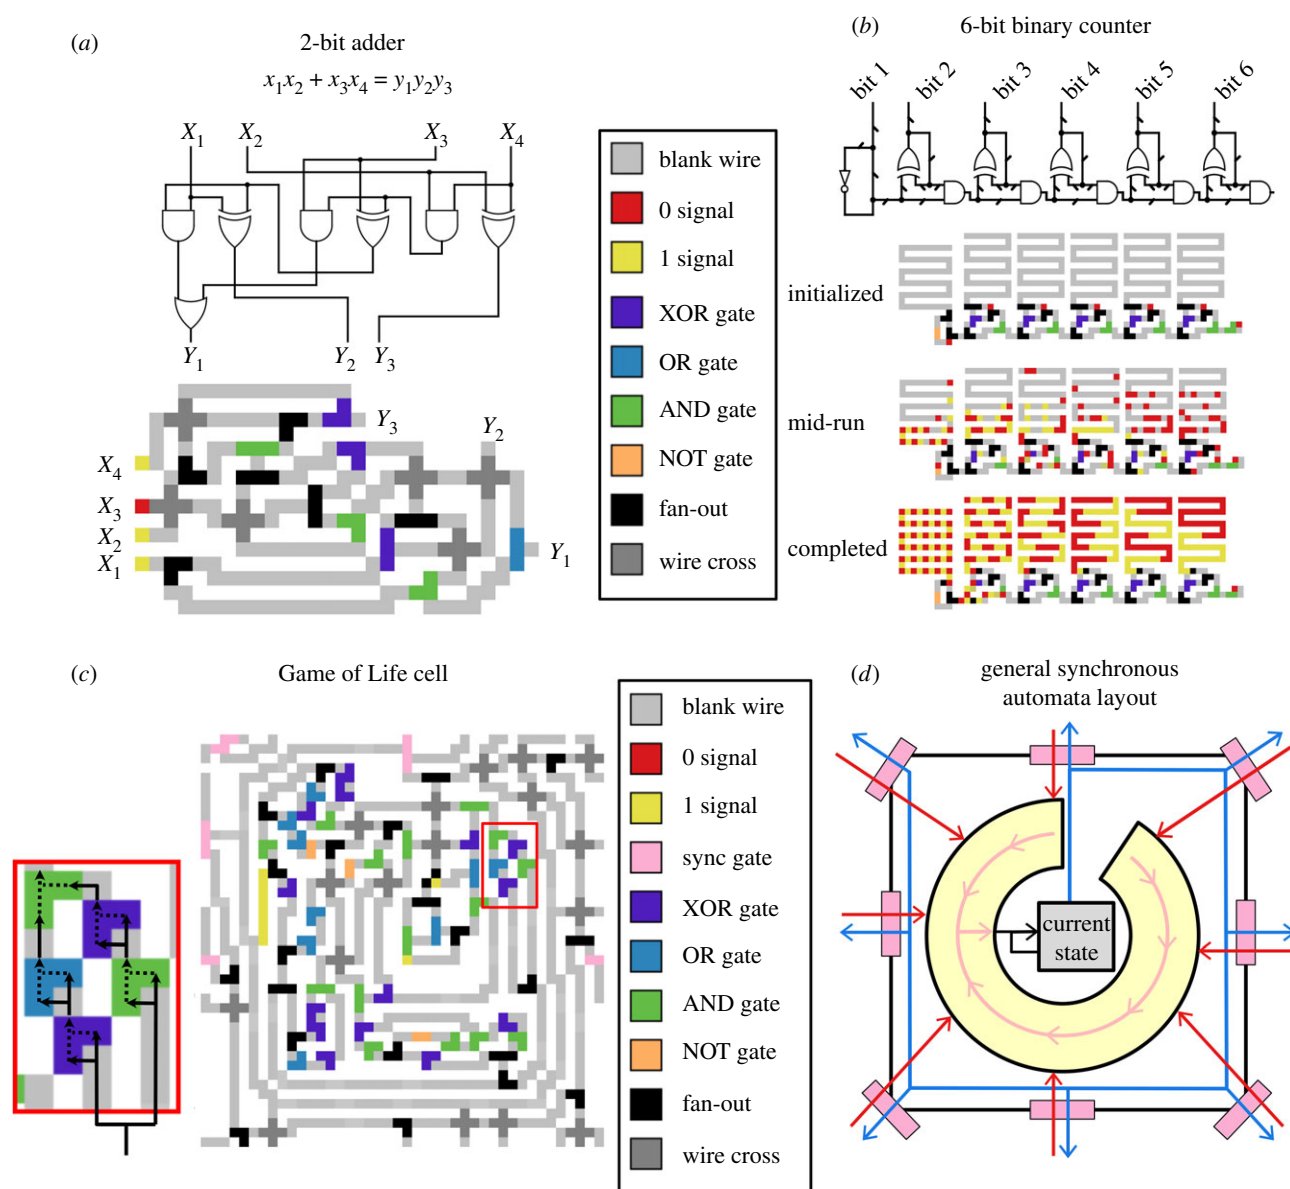 (a)
2-bit adder
x1x2 + x3x4 = y1y2y3
X1
X2
X3
X4
Y1
Y2
Y3
X4
X3
X2
X1
Y3
Y2
Y1
blank wire
0 signal
1 signal
XOR gate
OR gate
AND gate
NOT gate
fan-out
wire cross
(b)
6-bit binary counter
bit 1
bit 2
bit 3
bit 4
bit 5
bit 6
initialized
mid-run
completed
(c)
Game of Life cell
blank wire
0 signal
1 signal
sync gate
XOR gate
OR gate
AND gate
NOT gate
fan-out
wire cross
(d)
general synchronous
automata layout
current
state